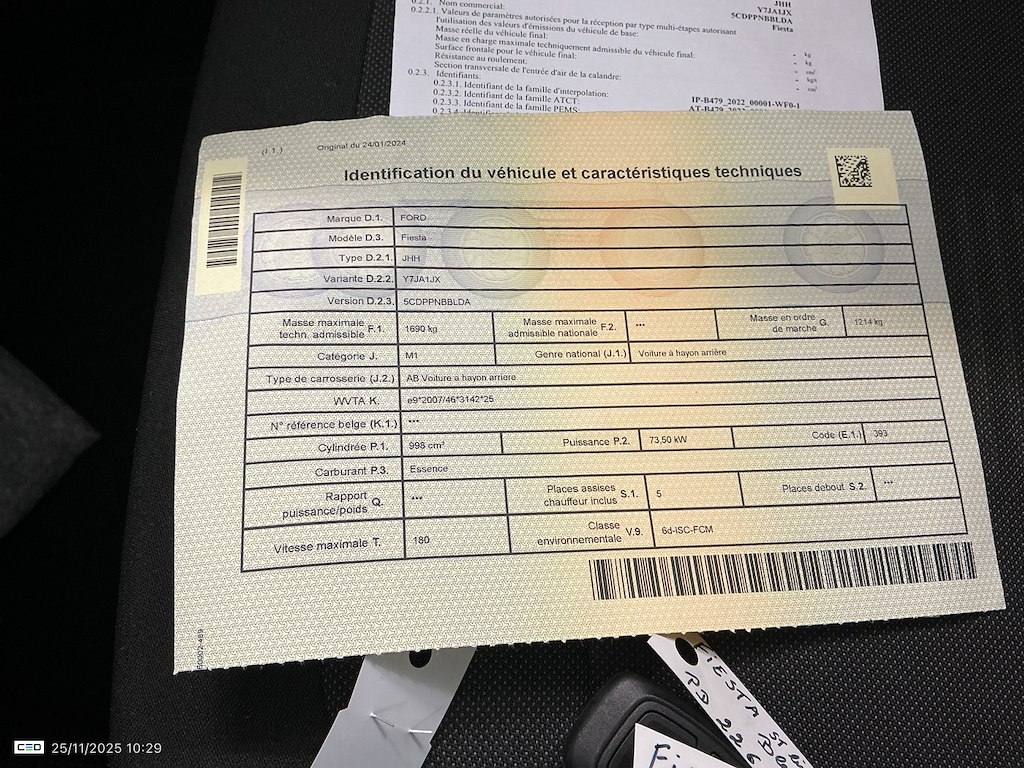 0.2.1. Nom commercial:
JHH
Y7JA1JX
5CDPPNBBLDA
Fiesta
0.2.2.1. Valeurs de paramètres autorisées pour la réception par type multi-étapes autorisant
l'utilisation des valeurs d'émissions du véhicule de base:
Masse réelle du véhicule final: - kg
Masse en charge maximale techniquement admissible du véhicule final: - kg
Surface frontale pour le véhicule final: - cm²
Résistance au roulement:
Section transversale de l'entrée d'air de la calandre: - cm²
0.2.3. Identifiants:
0.2.3.1. Identifiant de la famille d'interpolation: IP-B479_2022_00001-WF0-1
0.2.3.2. Identifiant de la famille ATCT:
0.2.3.3. Identifiant de la famille PEMS:
(I.1.) Original du 24/01/2024
Identification du véhicule et caractéristiques techniques
Marque D.1. FORD
Modèle D.3. Fiesta
Type D.2.1. JHH
Variante D.2.2. Y7JA1JX
Version D.2.3. 5CDPPNBBLDA
Masse maximale techn. admissible F.1. 1690 kg Masse maximale admissible nationale F.2. *** Masse en ordre de marche G. 1214 kg
Catégorie J. M1 Genre national (J.1.) Voiture à hayon arrière
Type de carrosserie (J.2.) AB Voiture à hayon arrière
WVTA K. e9*2007/46*3142*25
N° référence belge (K.1.) ***
Cylindrée P.1. 998 cm³ Puissance P.2. 73,50 kW Code (E.1.) 393
Carburant P.3. Essence
Rapport puissance/poids Q. *** Places assises chauffeur inclus S.1. 5 Places debout S.2. ***
Vitesse maximale T. 180 Classe environnementale V.9. 6d-ISC-FCM
FIESTA ST
RD 226
CEO 25/11/2025 10:29